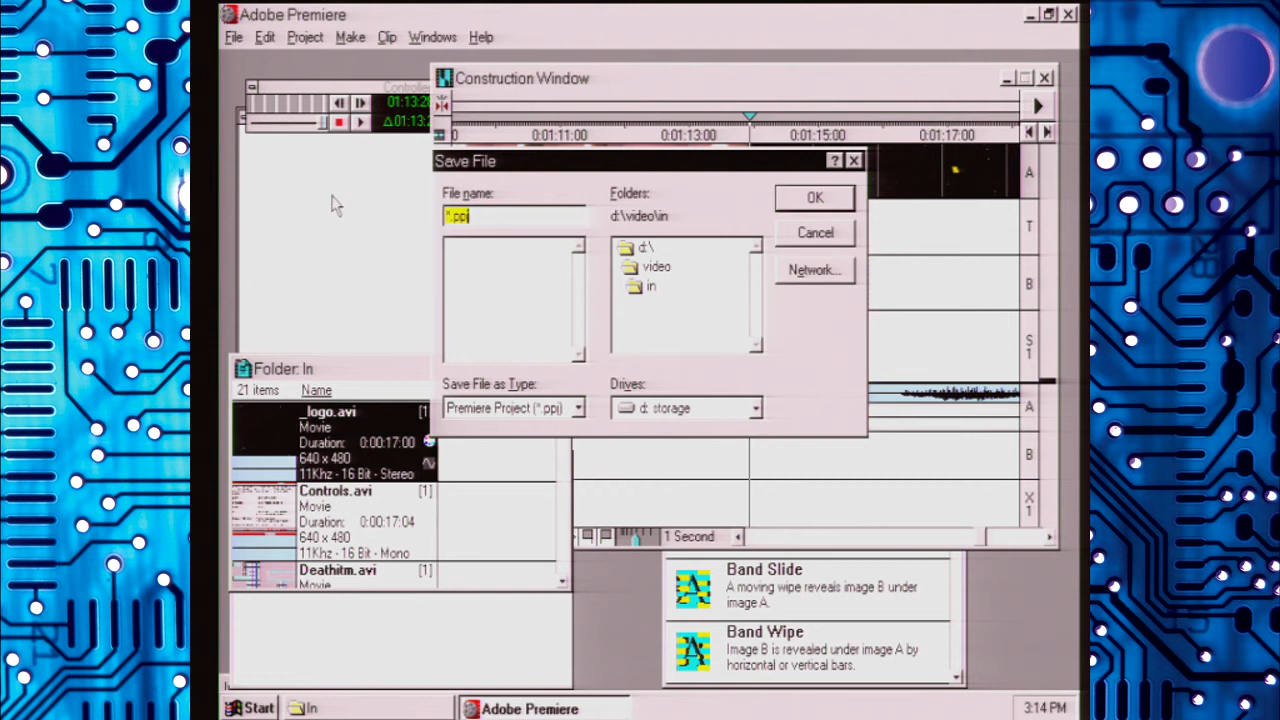 Adobe Premiere
File Edit Project Make Clip Windows Help
Construction Window
01:13:2
0:01:11:00 0:01:13:00 0:01:15:00 0:01:17:00
Save File
File name:
*.ppj
Folders:
d:\video\in
d:\
video
in
OK
Cancel
Network...
Save File as Type:
Premiere Project (*.ppj)
Drives:
d: storage
A
T
B
S
1
A
B
X
1
1 Second
Folder: In
21 items Name
_logo.avi [1]
Movie
Duration: 0:00:17:00
640 x 480
11Khz - 16 Bit - Stereo
Controls.avi [1]
Movie
Duration: 0:00:17:04
640 x 480
11Khz - 16 Bit - Mono
Deathitm.avi [1]
Movie
Band Slide
A moving wipe reveals image B under
image A.
Band Wipe
Image B is revealed under image A by
horizontal or vertical bars.
Start In Adobe Premiere 3:14 PM